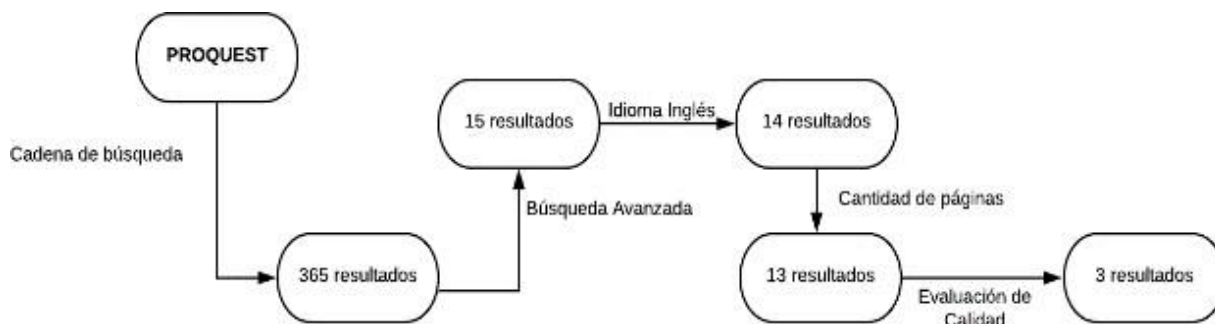 PROQUEST
Cadena de búsqueda
365 resultados
Búsqueda Avanzada
15 resultados
Idioma Inglés
14 resultados
Cantidad de páginas
13 resultados
Evaluación de
Calidad
3 resultados